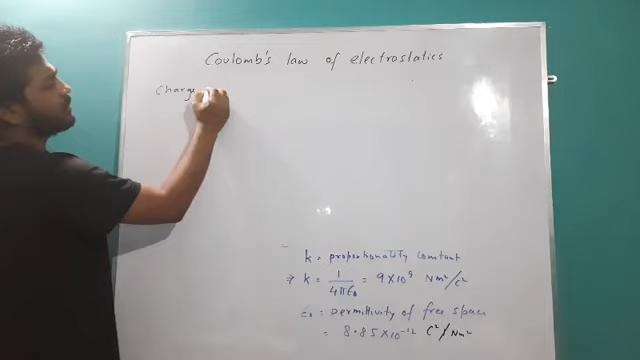 Coulomb's law of electrostatics
Charge
k = proportionality constant
⇒ k = 1/4πε₀ = 9 × 10⁹ Nm²/C²
ε₀ = permittivity of free space
= 8.85 × 10⁻¹² C²/Nm²